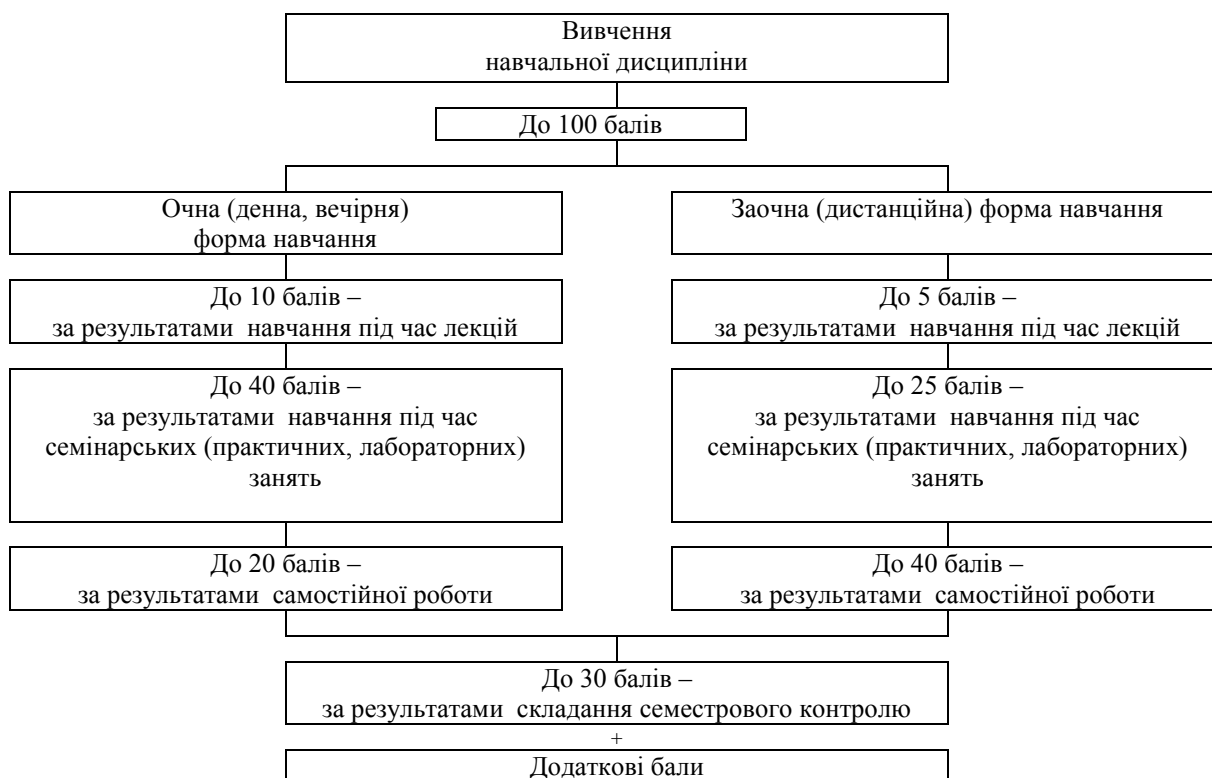 Вивчення
навчальної дисципліни
До 100 балів
Очна (денна, вечірня)
форма навчання
Заочна (дистанційна) форма навчання
До 10 балів –
за результатами навчання під час лекцій
До 5 балів –
за результатами навчання під час лекцій
До 40 балів –
за результатами навчання під час
семінарських (практичних, лабораторних)
занять
До 25 балів –
за результатами навчання під час
семінарських (практичних, лабораторних)
занять
До 20 балів –
за результатами самостійної роботи
До 40 балів –
за результатами самостійної роботи
До 30 балів –
за результатами складання семестрового контролю
+
Додаткові бали